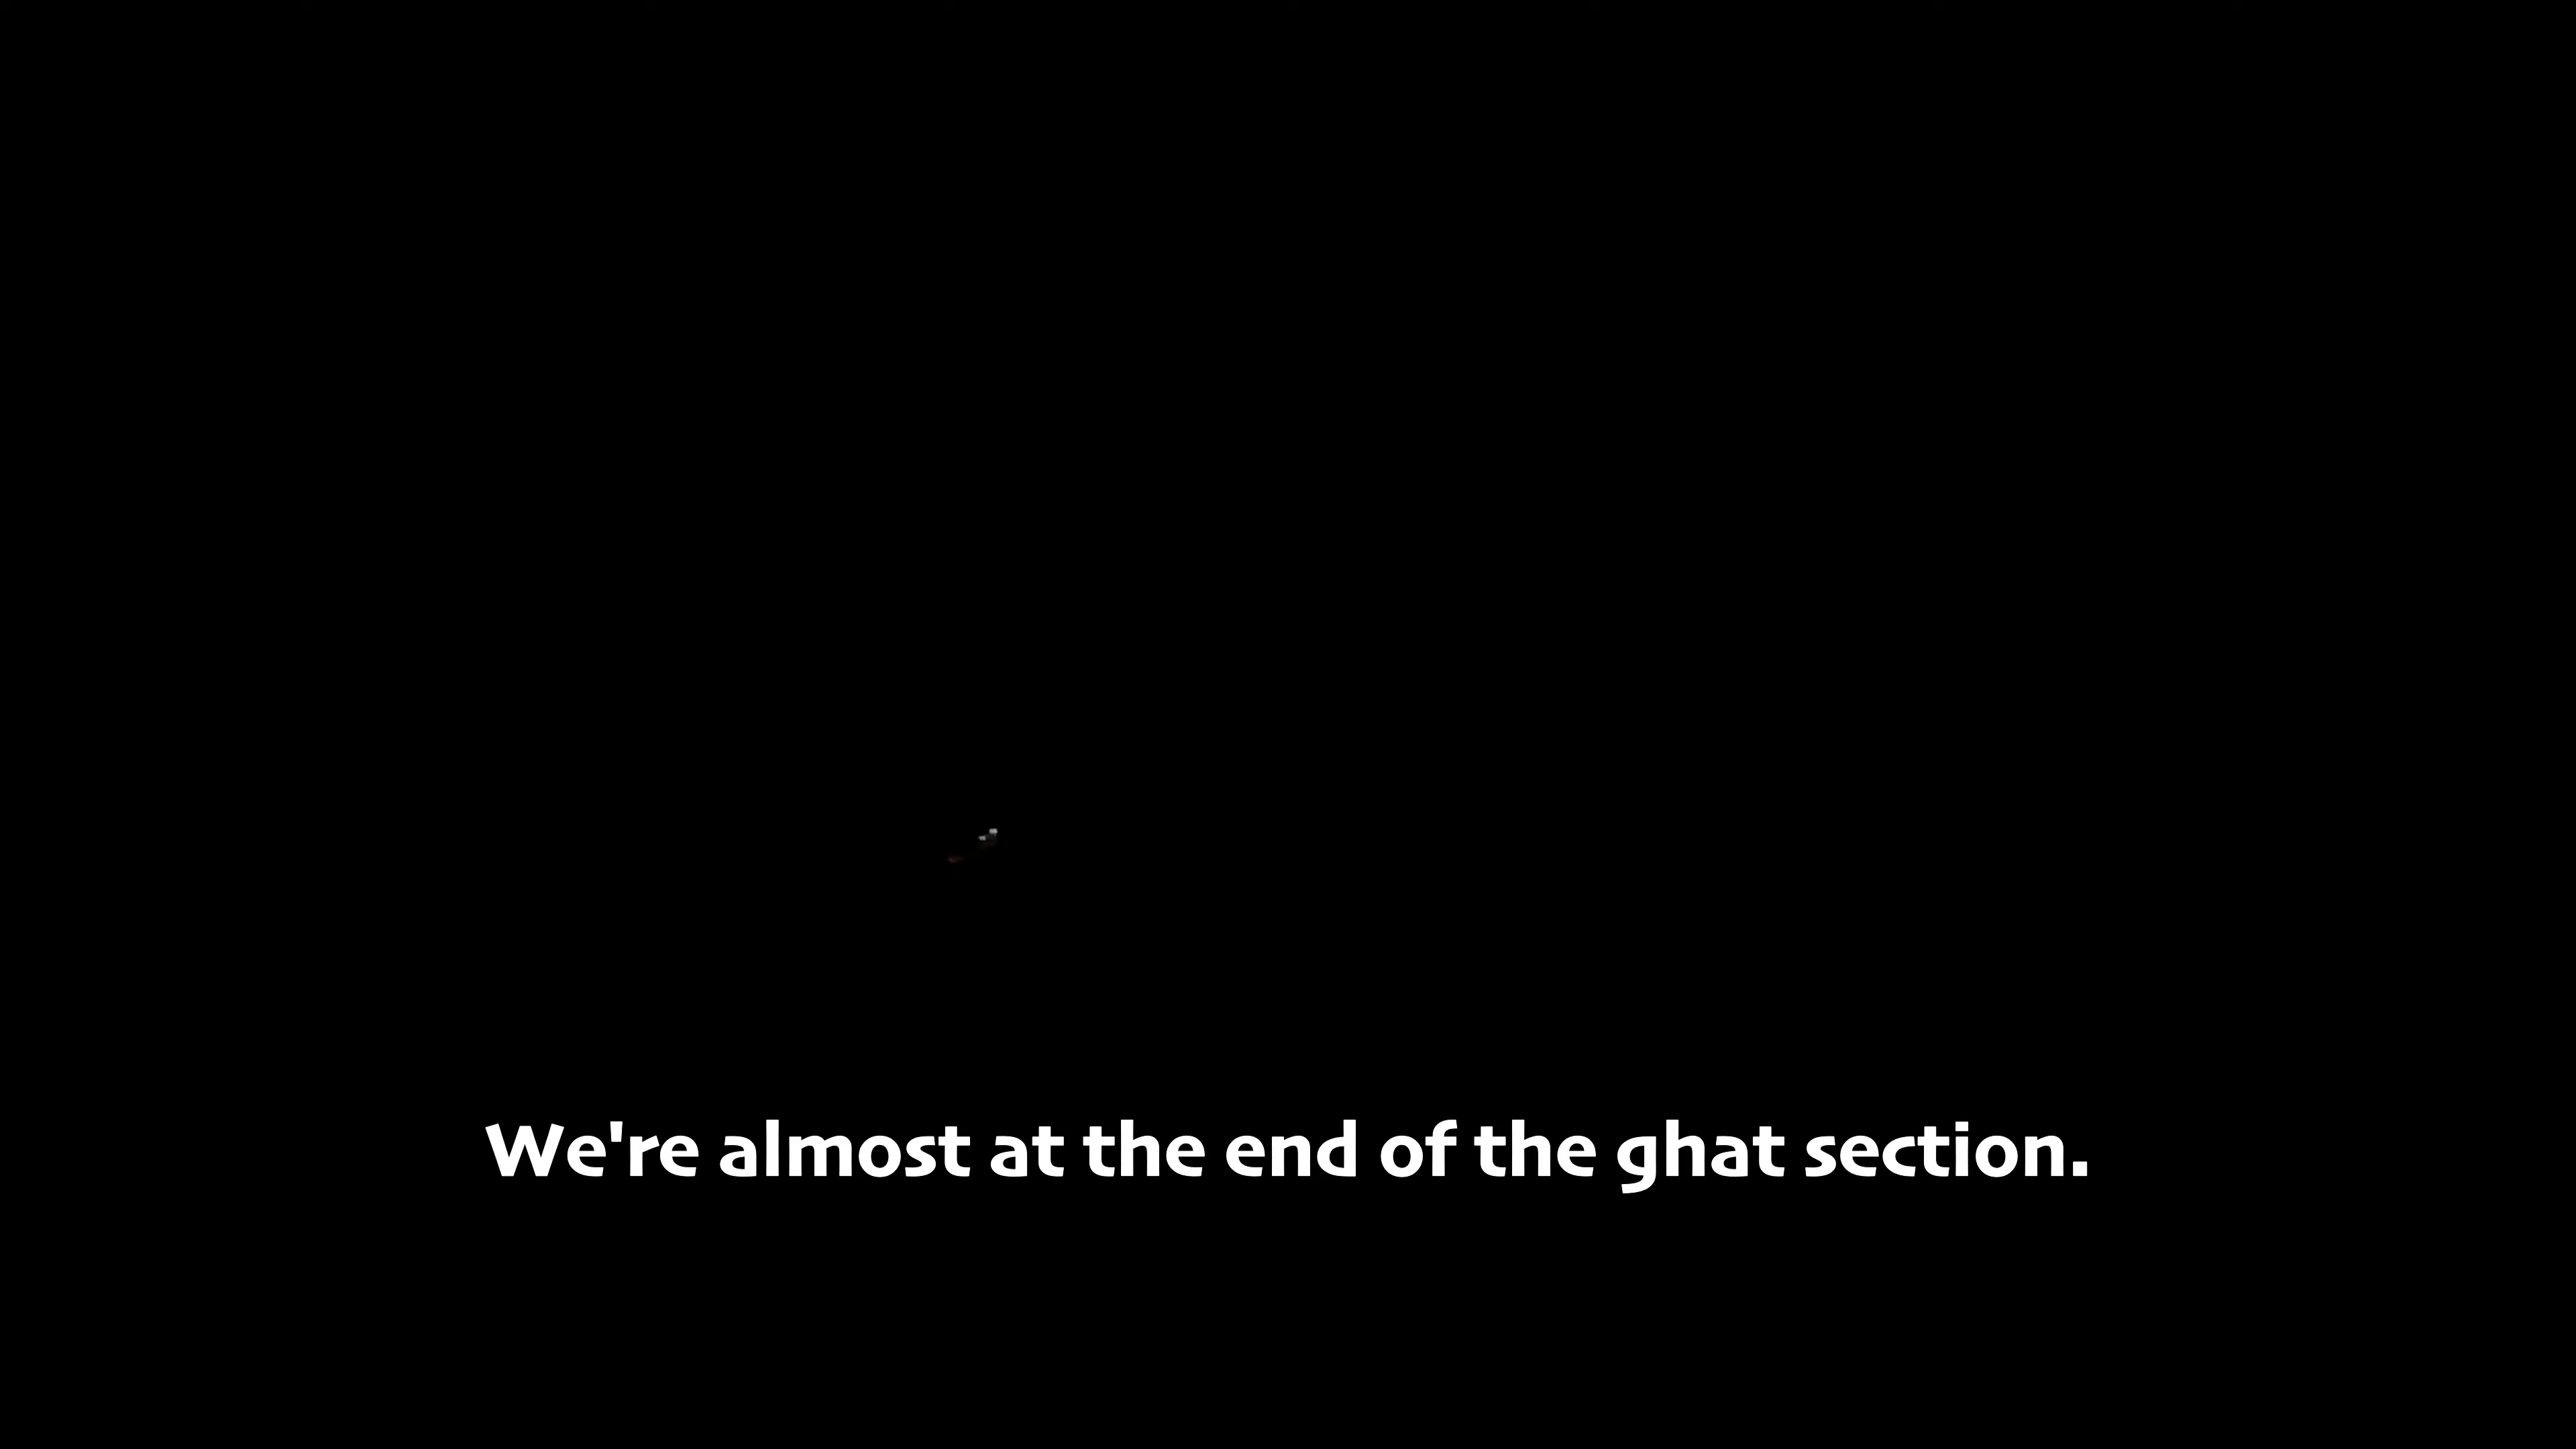 We're almost at the end of the ghat section.